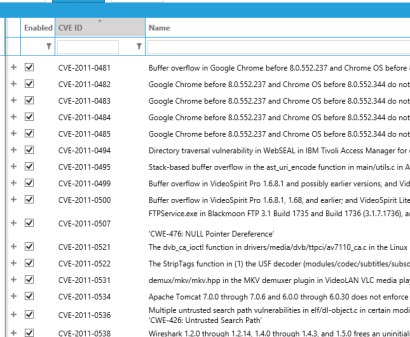 Enabled CVE ID Name
+ CVE-2011-0481 Buffer overflow in Google Chrome before 8.0.552.237 and Chrome OS before
+ CVE-2011-0482 Google Chrome before 8.0.552.237 and Chrome OS before 8.0.552.344 do not
+ CVE-2011-0483 Google Chrome before 8.0.552.237 and Chrome OS before 8.0.552.344 do not
+ CVE-2011-0484 Google Chrome before 8.0.552.237 and Chrome OS before 8.0.552.344 do not
+ CVE-2011-0485 Google Chrome before 8.0.552.237 and Chrome OS before 8.0.552.344 do not
+ CVE-2011-0494 Directory traversal vulnerability in WebSEAL in IBM Tivoli Access Manager for
+ CVE-2011-0495 Stack-based buffer overflow in the ast_uri_encode function in main/utils.c in A
+ CVE-2011-0499 Buffer overflow in VideoSpirit Pro 1.6.8.1 and possibly earlier versions, and Vid
+ CVE-2011-0500 Buffer overflow in VideoSpirit Pro 1.6.8.1, 1.68, and earlier; and VideoSpirit Lite
+ CVE-2011-0507 FTPService.exe in Blackmoon FTP 3.1 Build 1735 and Build 1736 (3.1.7.1736), a
'CWE-476: NULL Pointer Dereference'
+ CVE-2011-0521 The dvb_ca_ioctl function in drivers/media/dvb/ttpci/av7110_ca.c in the Linux
+ CVE-2011-0522 The StripTags function in (1) the USF decoder (modules/codec/subtitles/subsd
+ CVE-2011-0531 demux/mkv/mkv.hpp in the MKV demuxer plugin in VideoLAN VLC media play
+ CVE-2011-0534 Apache Tomcat 7.0.0 through 7.0.6 and 6.0.0 through 6.0.30 does not enforce
+ CVE-2011-0536 Multiple untrusted search path vulnerabilities in elf/dl-object.c in certain modi
'CWE-426: Untrusted Search Path'
+ CVE-2011-0538 Wireshark 1.2.0 through 1.2.14, 1.4.0 through 1.4.3, and 1.5.0 frees an uninitial